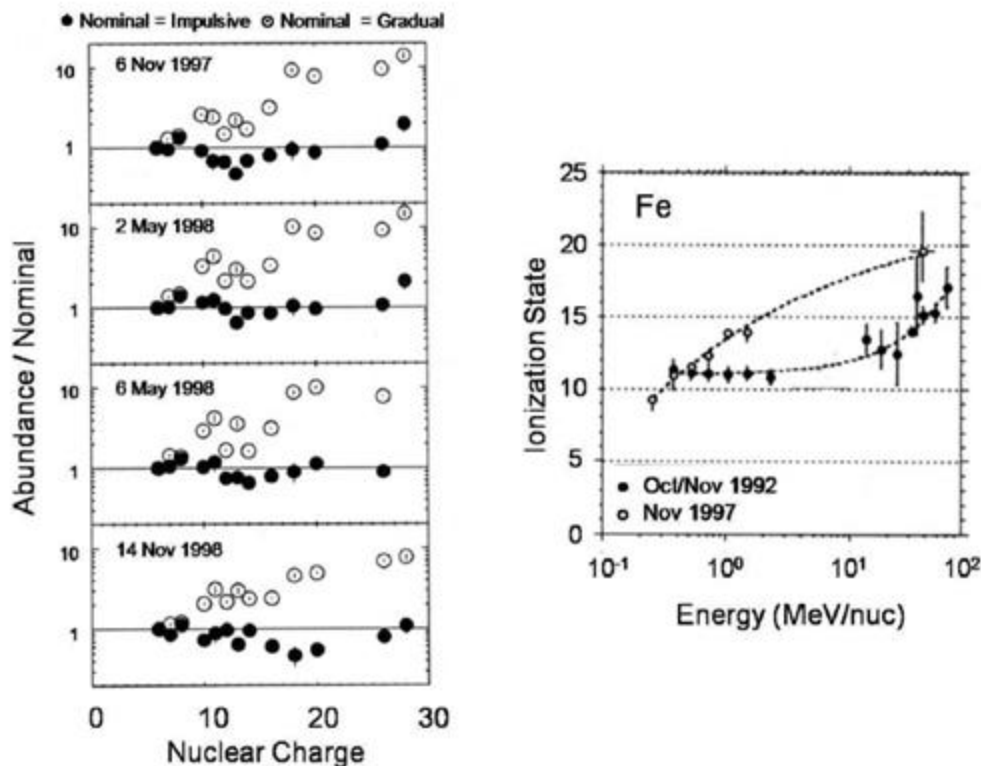 Nominal = Impulsive Nominal = Gradual
Abundance / Nominal
10
6 Nov 1997
1
10
2 May 1998
1
10
6 May 1998
1
10
14 Nov 1998
1
0 10 20 30
Nuclear Charge
Ionization State
25
Fe
20
15
10
5
Oct/Nov 1992
Nov 1997
0
10-1 100 101 102
Energy (MeV/nuc)